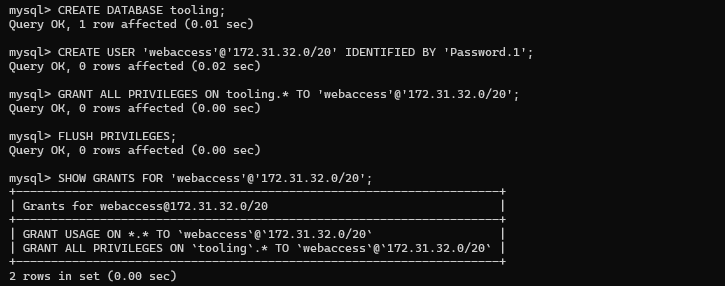 mysql> CREATE DATABASE tooling;
Query OK, 1 row affected (0.01 sec)
mysql> CREATE USER 'webaccess'@'172.31.32.0/20' IDENTIFIED BY 'Password.1';
Query OK, 0 rows affected (0.02 sec)
mysql> GRANT ALL PRIVILEGES ON tooling.* TO 'webaccess'@'172.31.32.0/20';
Query OK, 0 rows affected (0.00 sec)
mysql> FLUSH PRIVILEGES;
Query OK, 0 rows affected (0.00 sec)
mysql> SHOW GRANTS FOR 'webaccess'@'172.31.32.0/20';
+---------------------------------------------------------------------+
| Grants for webaccess@172.31.32.0/20                                 |
+---------------------------------------------------------------------+
| GRANT USAGE ON *.* TO `webaccess`@`172.31.32.0/20`                  |
| GRANT ALL PRIVILEGES ON `tooling`.* TO `webaccess`@`172.31.32.0/20` |
+---------------------------------------------------------------------+
2 rows in set (0.00 sec)